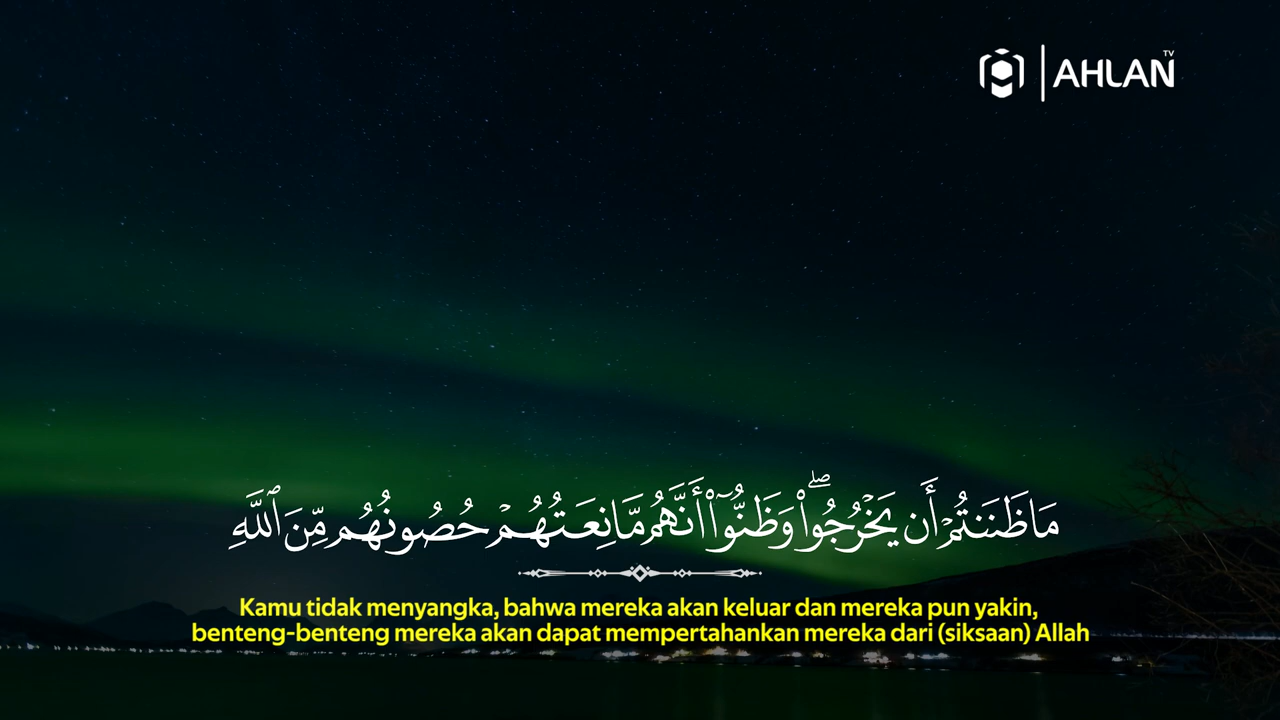 AHLAN TV
مَا ظَنَنتُمْ أَن يَخْرُجُوا۟ ۖ وَظَنُّوٓا۟ أَنَّهُم مَّانِعَتُهُمْ حُصُونُهُم مِّنَ ٱللَّهِ
Kamu tidak menyangka, bahwa mereka akan keluar dan mereka pun yakin,
benteng-benteng mereka akan dapat mempertahankan mereka dari (siksaan) Allah